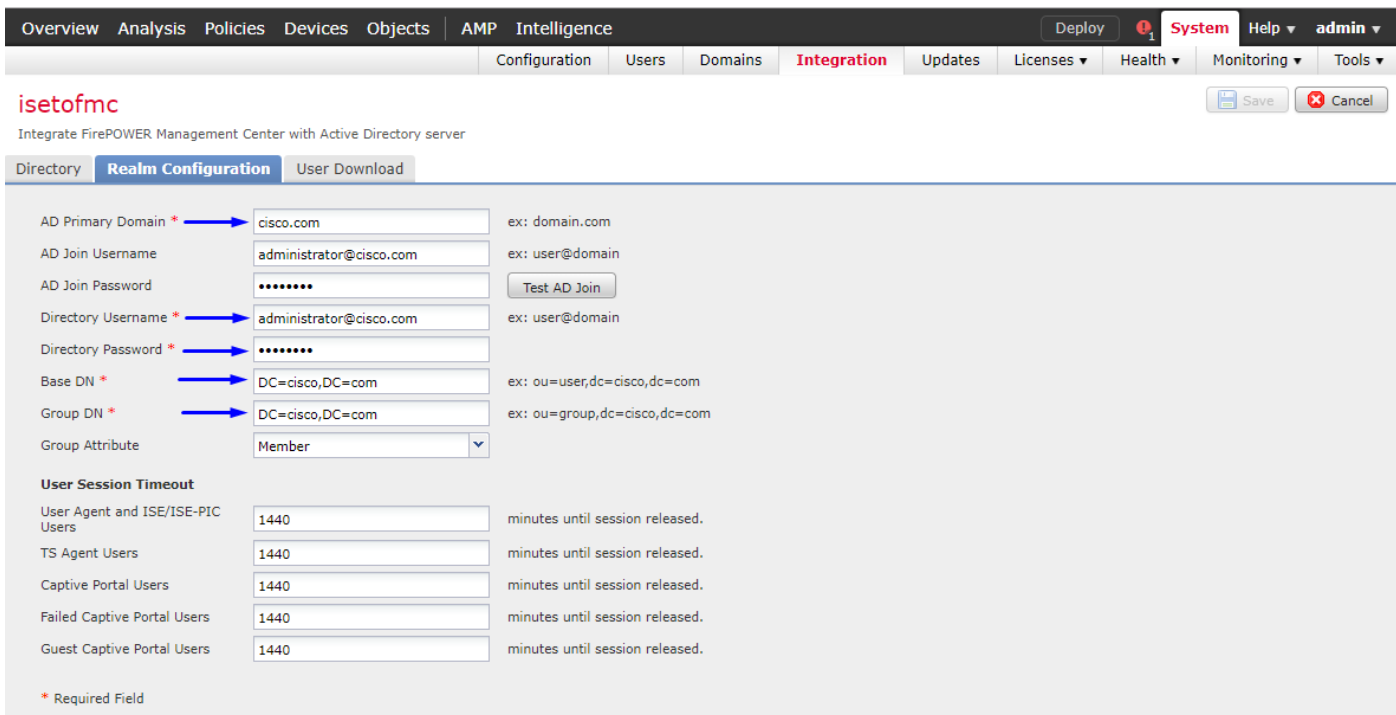 Overview Analysis Policies Devices Objects AMP Intelligence Deploy 1 System Help ▾ admin ▾
Configuration Users Domains Integration Updates Licenses ▾ Health ▾ Monitoring ▾ Tools ▾
isetofmc Save Cancel
Integrate FirePOWER Management Center with Active Directory server
Directory Realm Configuration User Download
AD Primary Domain * cisco.com ex: domain.com
AD Join Username administrator@cisco.com ex: user@domain
AD Join Password •••••••• Test AD Join
Directory Username * administrator@cisco.com ex: user@domain
Directory Password * ••••••••
Base DN * DC=cisco,DC=com ex: ou=user,dc=cisco,dc=com
Group DN * DC=cisco,DC=com ex: ou=group,dc=cisco,dc=com
Group Attribute Member
User Session Timeout
User Agent and ISE/ISE-PIC
Users 1440 minutes until session released.
TS Agent Users 1440 minutes until session released.
Captive Portal Users 1440 minutes until session released.
Failed Captive Portal Users 1440 minutes until session released.
Guest Captive Portal Users 1440 minutes until session released.
* Required Field